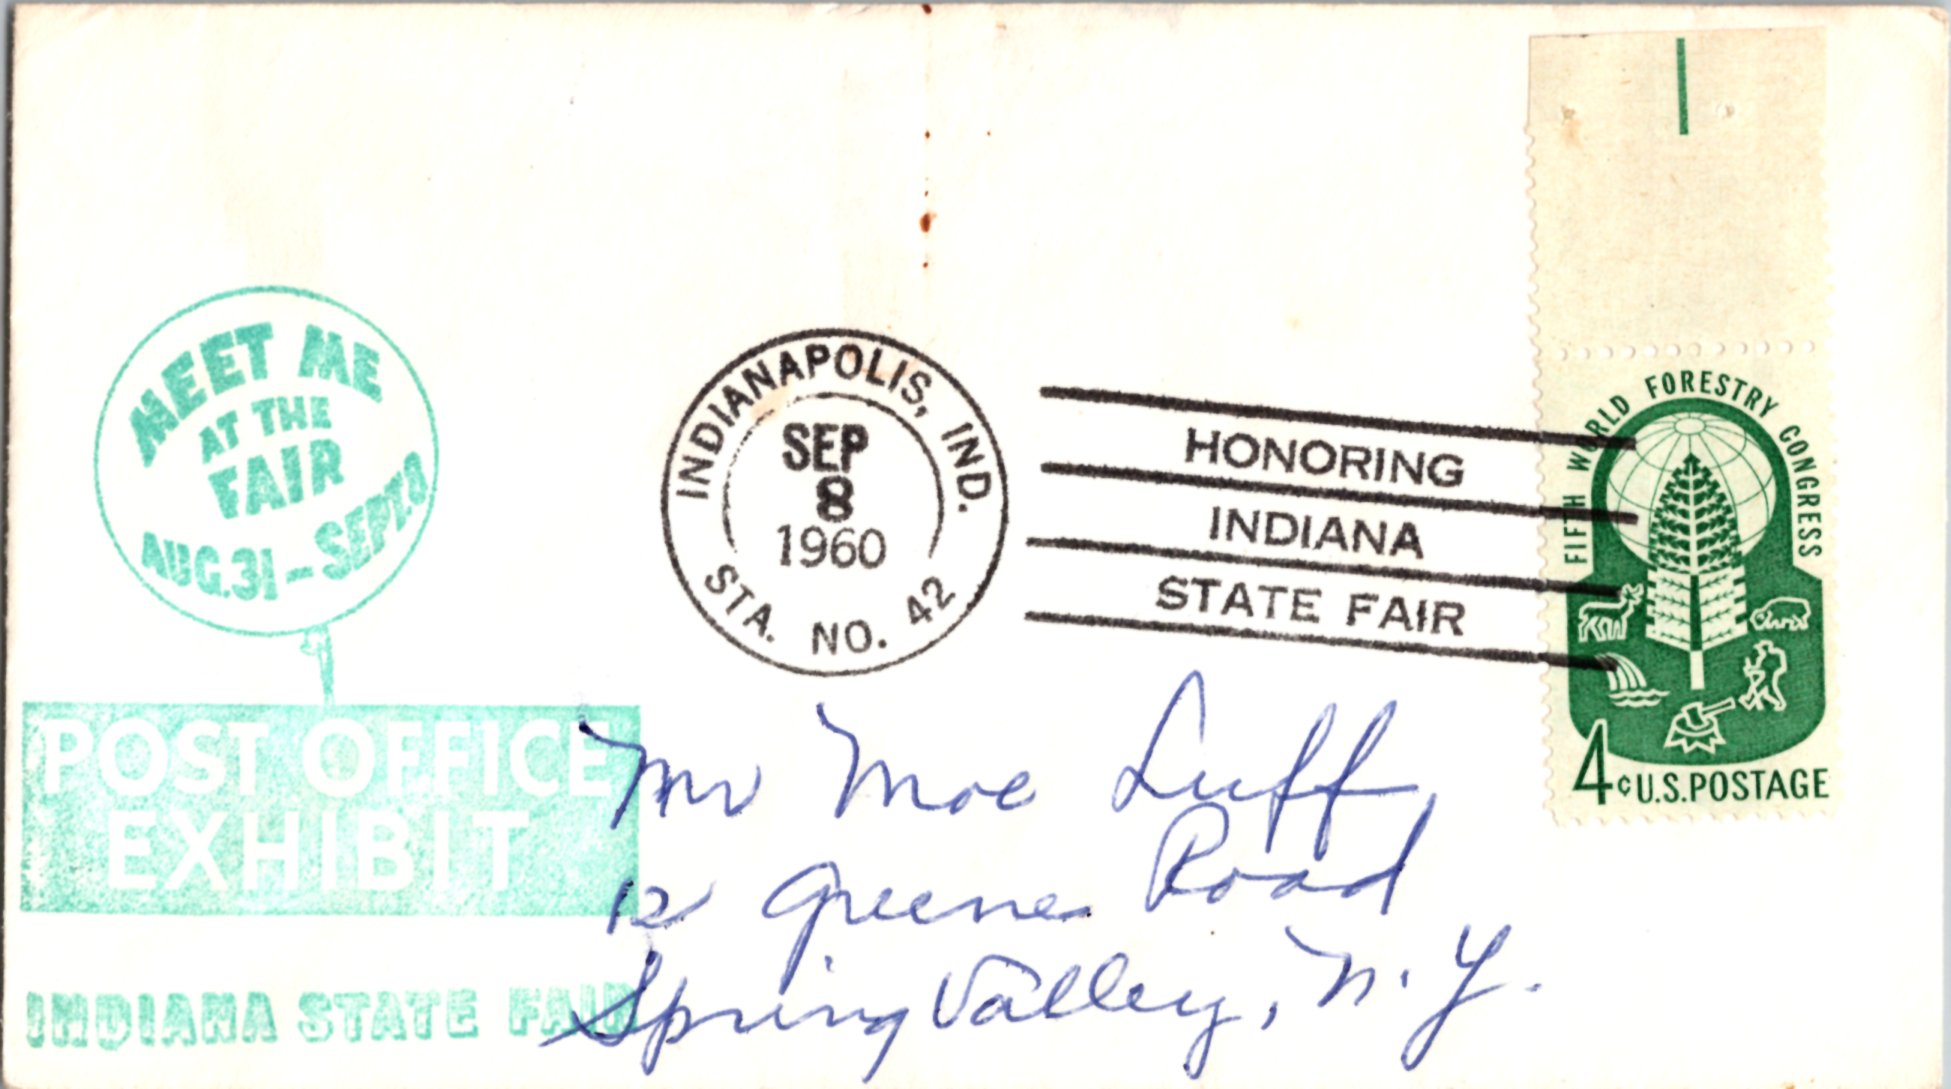 MEET ME
AT THE
FAIR
AUG.31-SEPT.8
POST OFFICE
EXHIBIT
INDIANA STATE FAIR
INDIANAPOLIS, IND.
SEP
8
1960
STA. NO. 42
HONORING
INDIANA
STATE FAIR
FIFTH WORLD FORESTRY CONGRESS
4¢ U.S. POSTAGE
Mr Moe Luff
12 Greene Road
Spring Valley, N. Y.